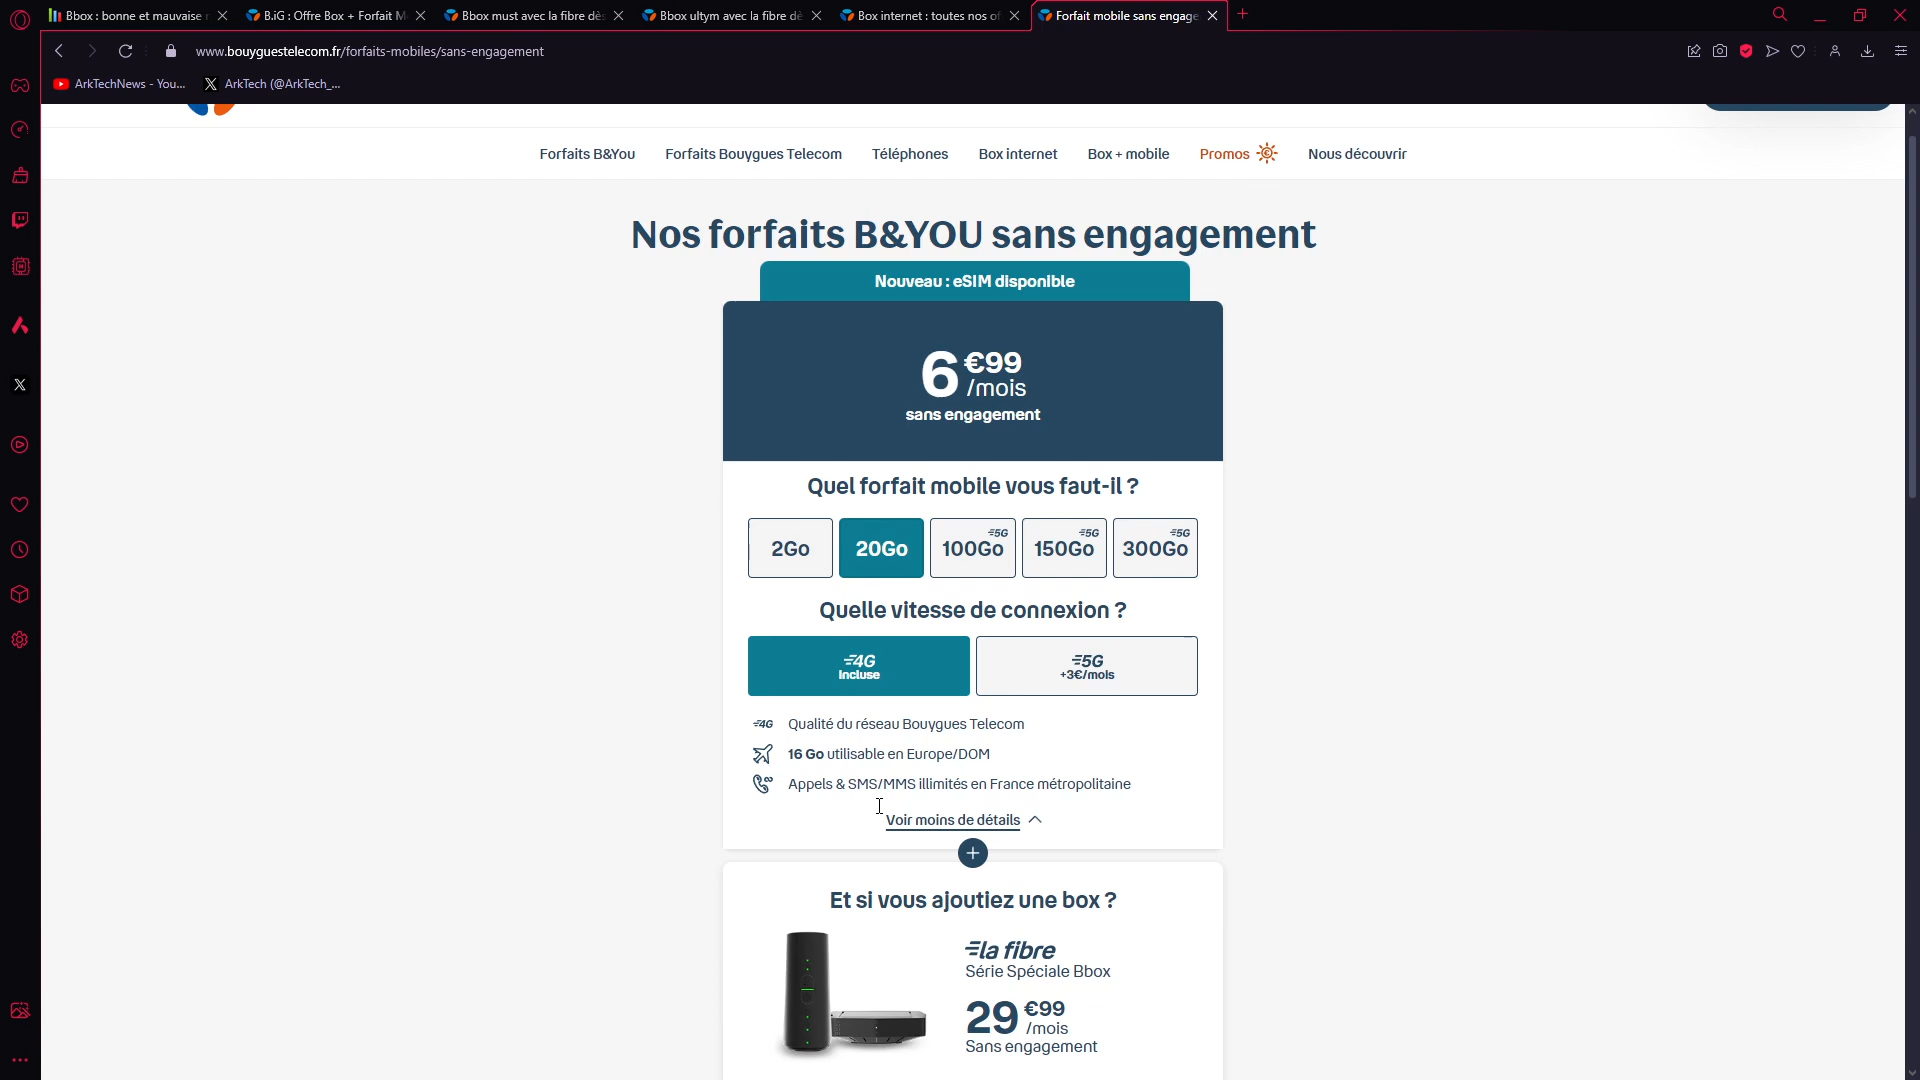 Bbox : bonne et mauvaise
B.iG : Offre Box + Forfait M
Bbox must avec la fibre dè
Bbox ultym avec la fibre dè
Box internet : toutes nos of
Forfait mobile sans engage
www.bouyguestelecom.fr/forfaits-mobiles/sans-engagement
ArkTechNews - You...
ArkTech (@ArkTech_...
Forfaits B&You
Forfaits Bouygues Telecom
Téléphones
Box internet
Box + mobile
Promos
Nous découvrir
Nos forfaits B&YOU sans engagement
Nouveau : eSIM disponible
6 €99
/mois
sans engagement
Quel forfait mobile vous faut-il ?
2Go
20Go
5G
100Go
5G
150Go
5G
300Go
Quelle vitesse de connexion ?
4G
Incluse
5G
+3€/mois
4G Qualité du réseau Bouygues Telecom
16 Go utilisable en Europe/DOM
Appels & SMS/MMS illimités en France métropolitaine
Voir moins de détails
+
Et si vous ajoutiez une box ?
la fibre
Série Spéciale Bbox
29 €99
/mois
Sans engagement